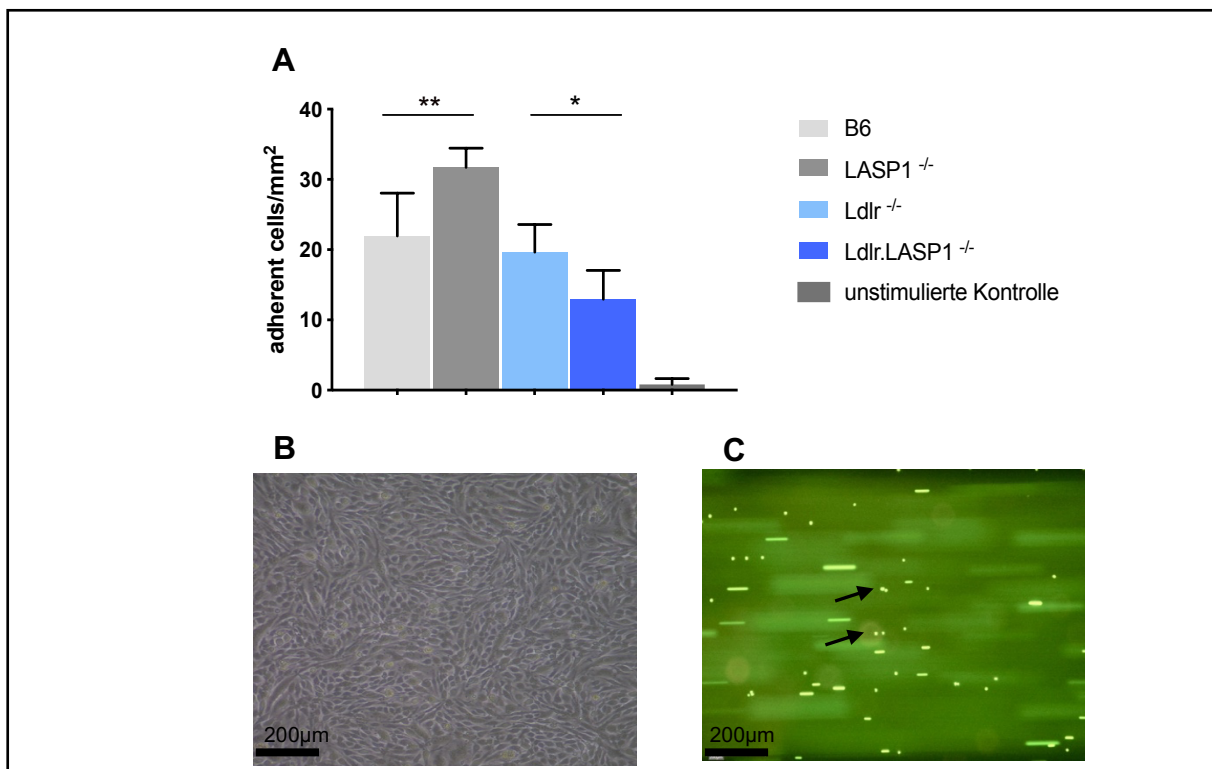 A
** *
40
30
20
10
0
adherent cells/mm²
B6
LASP1 -/-
Ldlr -/-
Ldlr.LASP1 -/-
unstimulierte Kontrolle
B
C
200µm
200µm